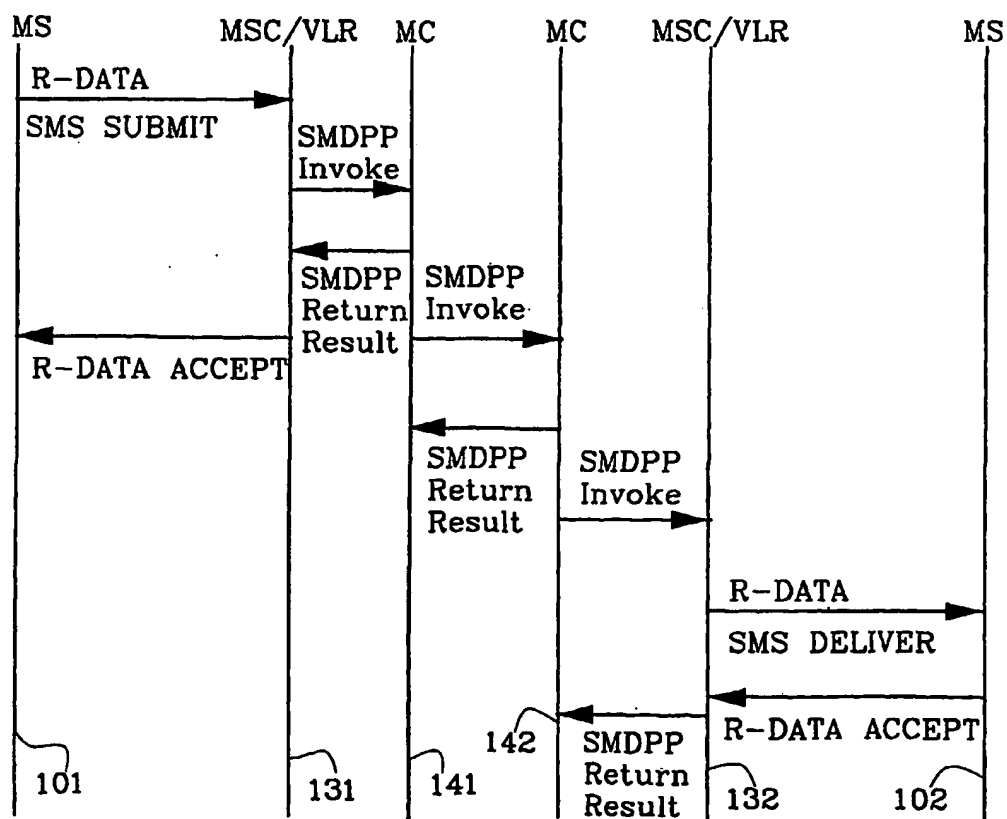 MS MSC/VLR MC MC MSC/VLR MS
R-DATA
SMS SUBMIT
SMDPP
Invoke
SMDPP
Return
Result
SMDPP
Invoke
R-DATA ACCEPT
SMDPP
Return
Result
SMDPP
Invoke
R-DATA
SMS DELIVER
R-DATA ACCEPT
SMDPP
Return
Result
101 131 141 142 132 102